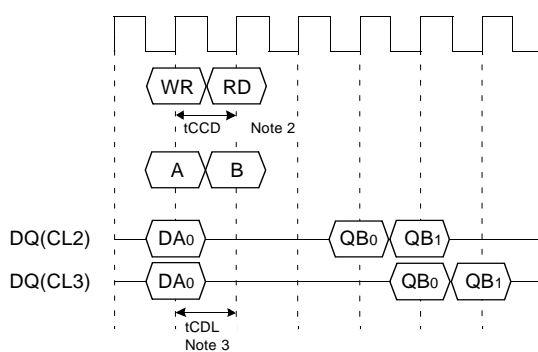 WR RD
tCCD Note 2
A B
DQ(CL2) DA0 QB0 QB1
DQ(CL3) DA0 QB0 QB1
tCDL
Note 3